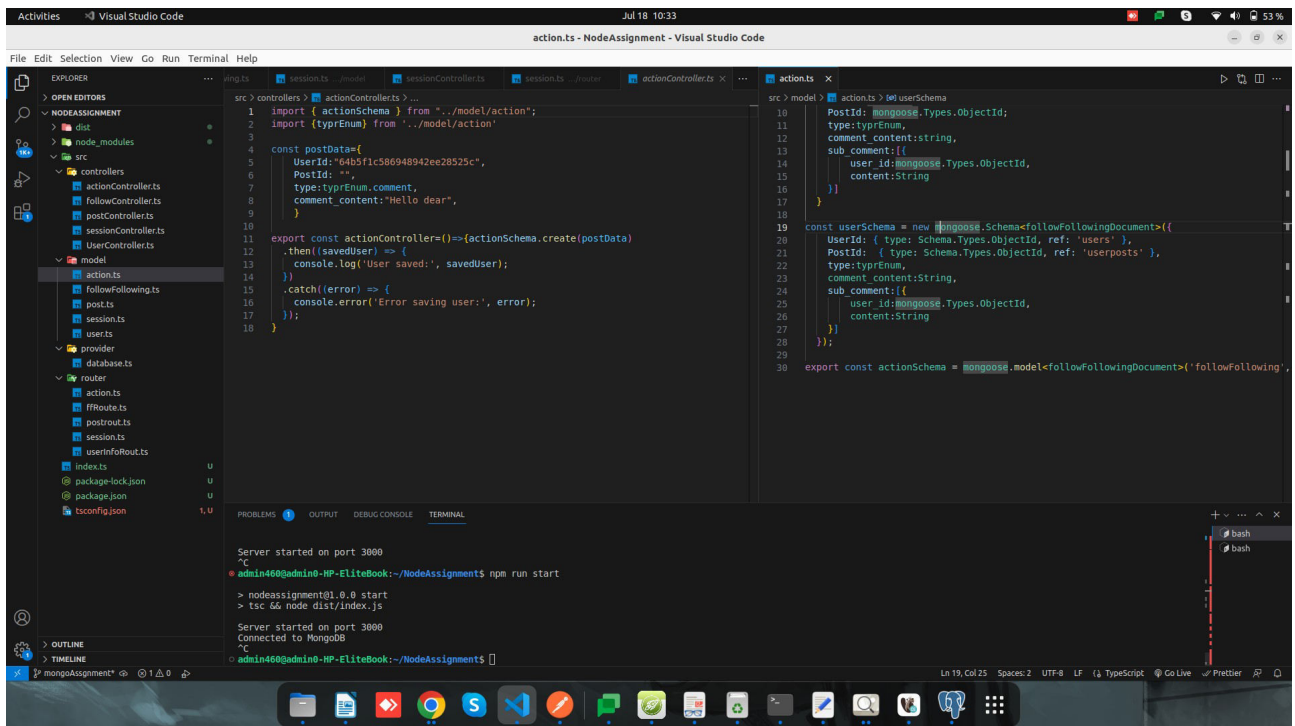 Activities
Visual Studio Code
Jul 18 10:33
53 %
action.ts - NodeAssignment - Visual Studio Code
File Edit Selection View Go Run Terminal Help
EXPLORER
OPEN EDITORS
NODEASSIGNMENT
dist
node_modules
src
controllers
actionController.ts
followController.ts
postController.ts
sessionController.ts
UserController.ts
model
action.ts
followFollowing.ts
post.ts
session.ts
user.ts
provider
database.ts
router
action.ts
ffRoute.ts
postrout.ts
session.ts
userInfoRout.ts
index.ts U
package-lock.json U
package.json U
tsconfig.json 1, U
OUTLINE
TIMELINE
ving.ts session.ts .../model sessionController.ts session.ts .../router actionController.ts
src > controllers > actionController.ts > ...
1 import { actionSchema } from "../model/action";
2 import {typrEnum} from '../model/action'
3
4 const postData={
5 UserId:"64b5f1c586948942ee28525c",
6 PostId: "",
7 type:typrEnum.comment,
8 comment_content:"Hello dear",
9 }
10
11 export const actionController=()=>{actionSchema.create(postData)
12 .then((savedUser) => {
13 console.log('User saved:', savedUser);
14 })
15 .catch((error) => {
16 console.error('Error saving user:', error);
17 });
18 }
action.ts
src > model > action.ts > userSchema
10 PostId: mongoose.Types.ObjectId;
11 type:typrEnum,
12 comment_content:string,
13 sub_comment:[{
14 user_id:mongoose.Types.ObjectId,
15 content:String
16 }]
17 }
18
19 const userSchema = new mongoose.Schema<followFollowingDocument>({
20 UserId: { type: Schema.Types.ObjectId, ref: 'users' },
21 PostId: { type: Schema.Types.ObjectId, ref: 'userposts' },
22 type:typrEnum,
23 comment_content:String,
24 sub_comment:[{
25 user_id:mongoose.Types.ObjectId,
26 content:String
27 }]
28 });
29
30 export const actionSchema = mongoose.model<followFollowingDocument>('followFollowing',
PROBLEMS 1 OUTPUT DEBUG CONSOLE TERMINAL
Server started on port 3000
^C
admin460@admin0-HP-EliteBook:~/NodeAssignment$ npm run start
> nodeassignment@1.0.0 start
> tsc && node dist/index.js
Server started on port 3000
Connected to MongoDB
^C
admin460@admin0-HP-EliteBook:~/NodeAssignment$
bash
bash
mongoAssgnment* 1 0
Ln 19, Col 25 Spaces: 2 UTF-8 LF TypeScript Go Live Prettier